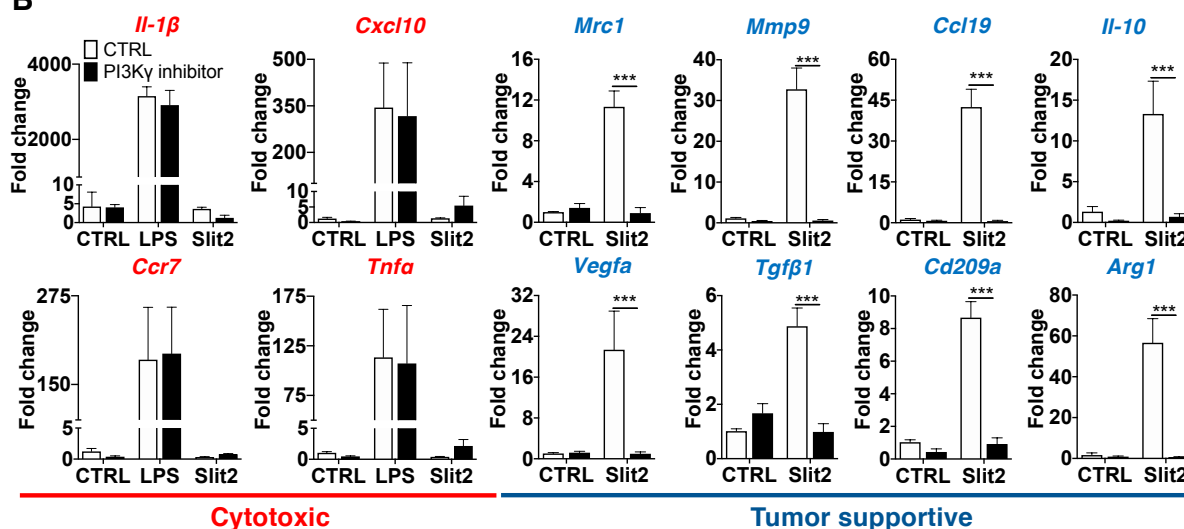 B
Il-1β Cxcl10 Mrc1 Mmp9 Ccl19 Il-10
CTRL
PI3Kγ inhibitor
Fold change 4000 2000 10 5 0 CTRL LPS Slit2
Fold change 500 350 200 10 5 0 CTRL LPS Slit2
Fold change 16 12 8 4 0 *** CTRL Slit2
Fold change 40 30 20 10 0 *** CTRL Slit2
Fold change 60 45 30 15 0 *** CTRL Slit2
Fold change 20 15 10 5 0 *** CTRL Slit2
Ccr7 Tnfα Vegfa Tgfβ1 Cd209a Arg1
Fold change 275 150 5 0 CTRL LPS Slit2
Fold change 175 125 75 5 0 CTRL LPS Slit2
Fold change 32 24 16 8 0 *** CTRL Slit2
Fold change 6 4 2 0 *** CTRL Slit2
Fold change 10 8 6 4 2 0 *** CTRL Slit2
Fold change 80 60 40 20 0 *** CTRL Slit2
Cytotoxic Tumor supportive